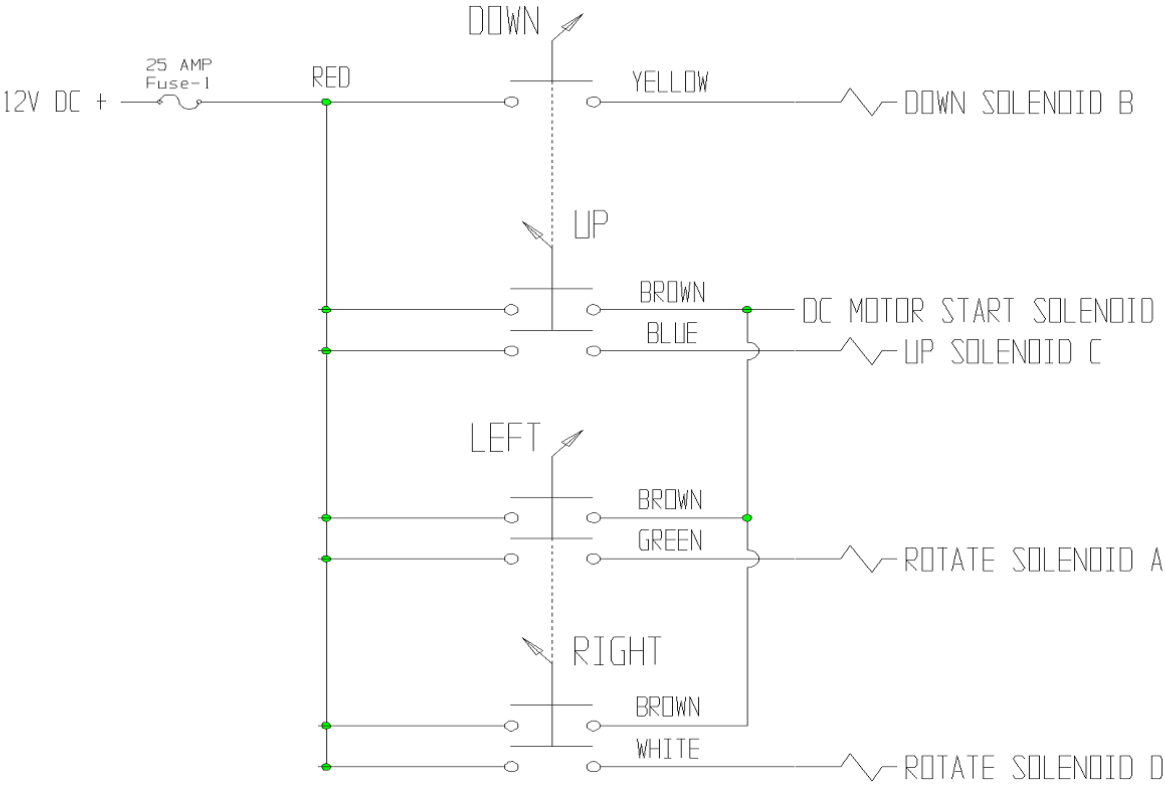 DOWN
25 AMP
Fuse-1
RED
YELLOW
12V DC +
DOWN SOLENOID B
UP
BROWN
DC MOTOR START SOLENOID
BLUE
UP SOLENOID C
LEFT
BROWN
GREEN
ROTATE SOLENOID A
RIGHT
BROWN
WHITE
ROTATE SOLENOID D